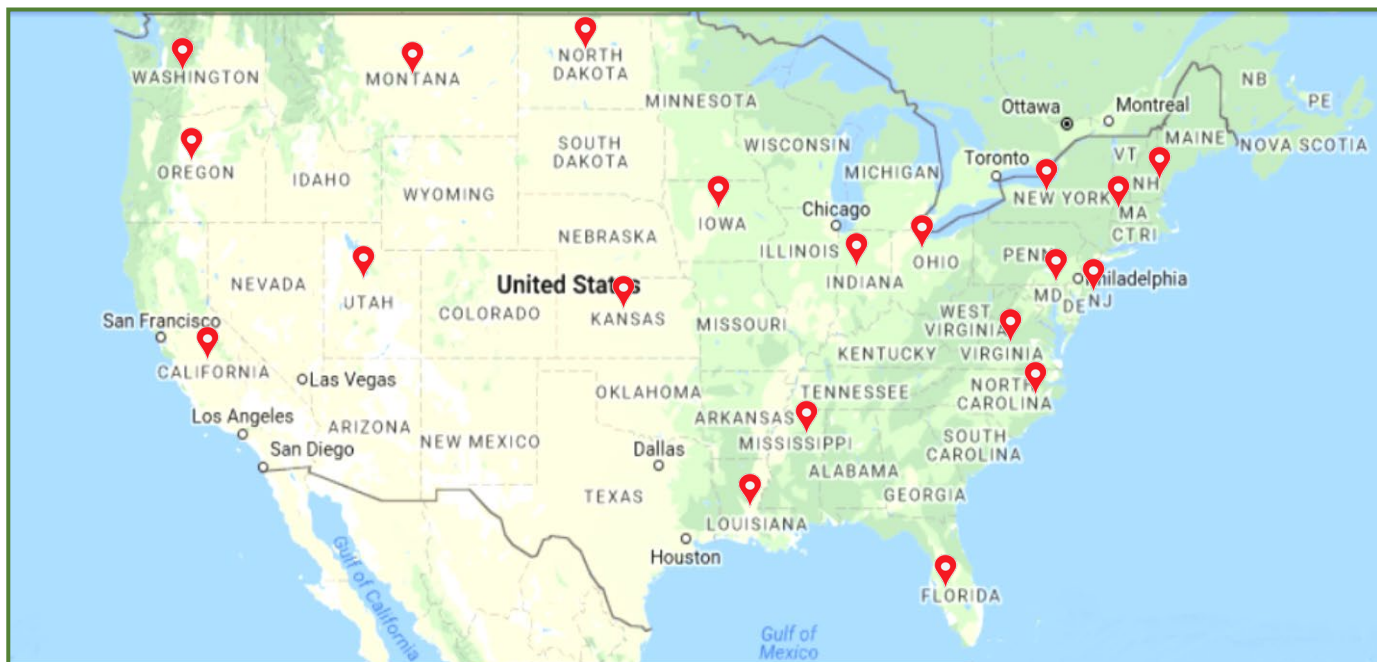 WASHINGTON
MONTANA
NORTH
DAKOTA
MINNESOTA
Ottawa
Montreal
NB
PE
OREGON
IDAHO
SOUTH
DAKOTA
WISCONSIN
MICHIGAN
Toronto
VT
MAINE
NOVA SCOTIA
WYOMING
IOWA
Chicago
NEW YORK
NH
MA
CT RI
NEBRASKA
ILLINOIS
INDIANA
OHIO
PENN
Philadelphia
NEVADA
UTAH
United States
COLORADO
KANSAS
MISSOURI
WEST
VIRGINIA
MD
DE
NJ
San Francisco
CALIFORNIA
Las Vegas
KENTUCKY
VIRGINIA
OKLAHOMA
TENNESSEE
NORTH
CAROLINA
Los Angeles
ARIZONA
NEW MEXICO
ARKANSAS
MISSISSIPPI
SOUTH
CAROLINA
San Diego
Dallas
ALABAMA
TEXAS
GEORGIA
LOUISIANA
Houston
Gulf of California
FLORIDA
Gulf of
Mexico